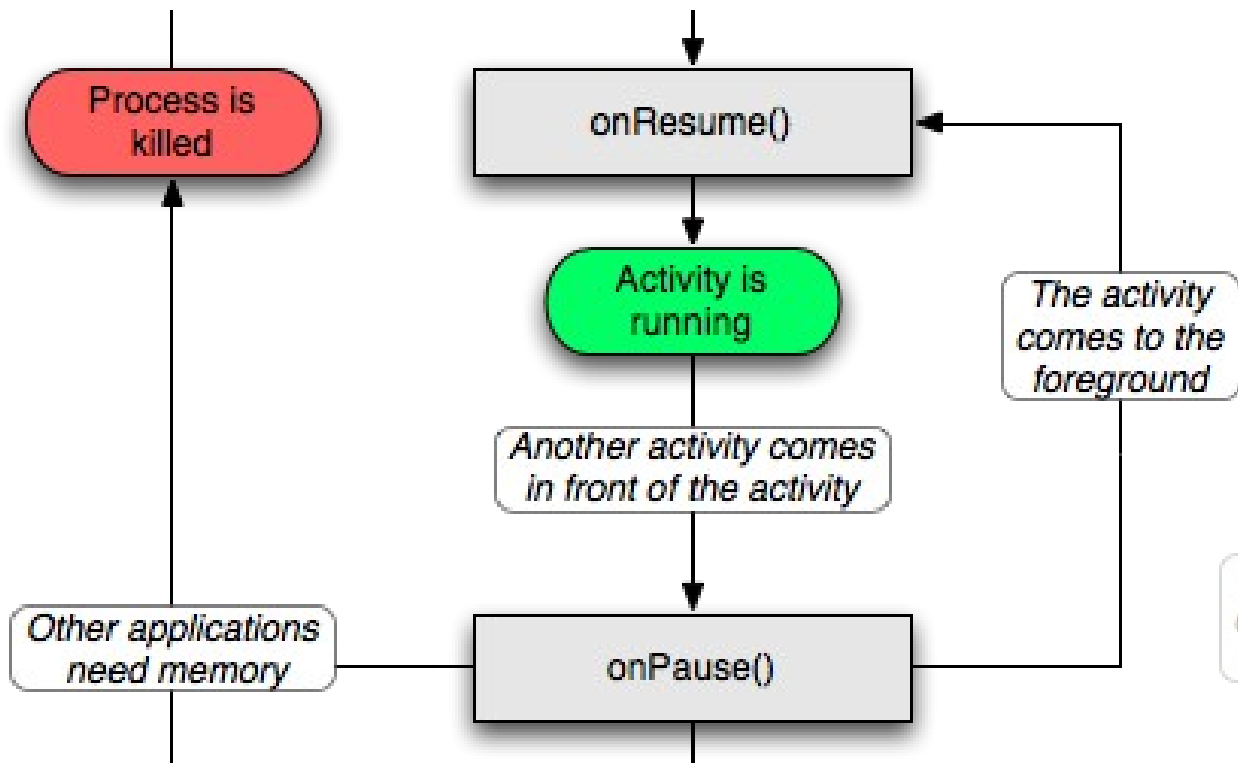 Process is
killed
onResume()
Activity is
running
The activity
comes to the
foreground
Another activity comes
in front of the activity
Other applications
need memory
onPause()